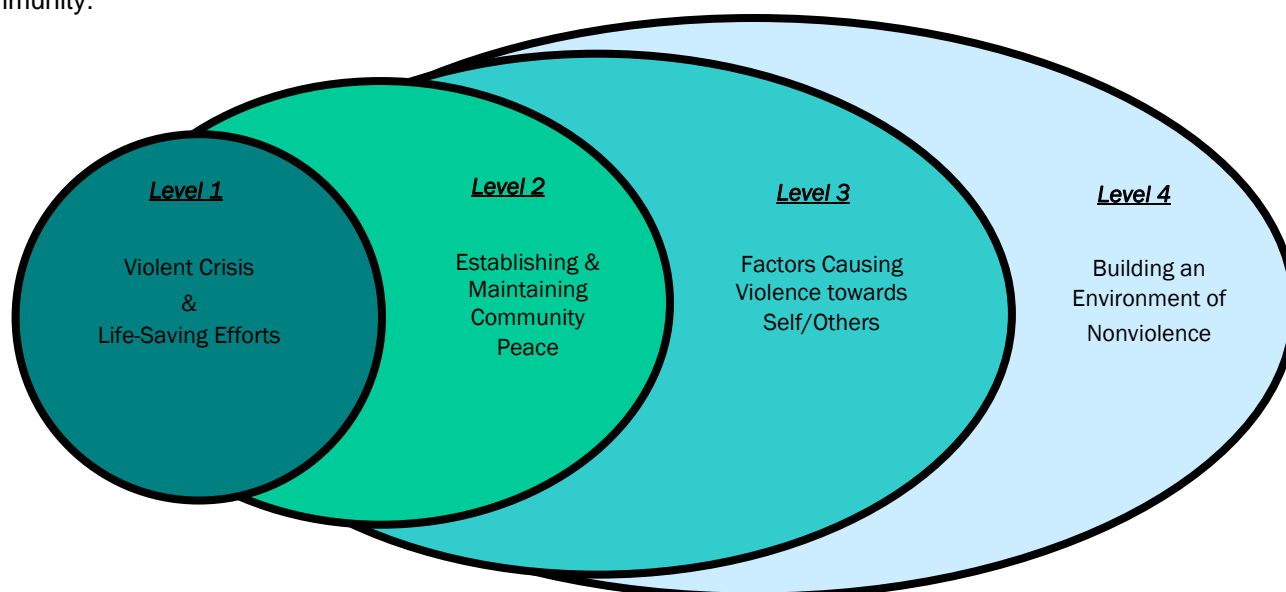 Level 1
Violent Crisis
&
Life-Saving Efforts
Level 2
Establishing &
Maintaining
Community
Peace
Level 3
Factors Causing
Violence towards
Self/Others
Level 4
Building an
Environment of
Nonviolence